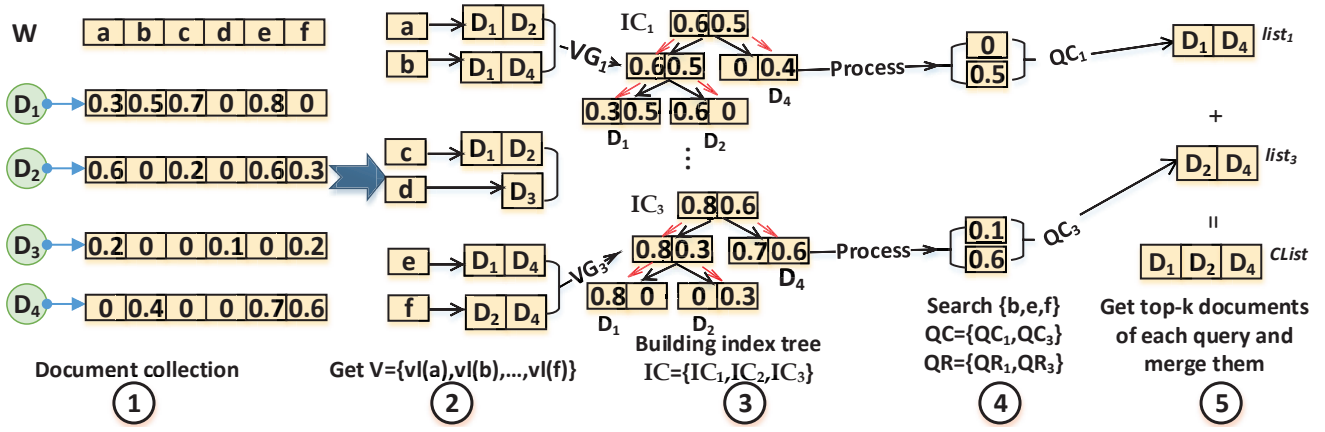 W a b c d e f
D1 0.3 0.5 0.7 0 0.8 0
D2 0.6 0 0.2 0 0.6 0.3
D3 0.2 0 0 0.1 0 0.2
D4 0 0.4 0 0 0.7 0.6
Document collection
1
a D1 D2
b D1 D4
VG1
c D1 D2
d D3
e D1 D4
f D2 D4
VG3
Get V={vl(a),vl(b),...,vl(f)}
2
IC1 0.6 0.5
0.6 0.5 0 0.4
D4
0.3 0.5 0.6 0
D1 D2
⋮
IC3 0.8 0.6
0.8 0.3 0.7 0.6
D4
0.8 0 0 0.3
D1 D2
Building index tree
IC={IC1,IC2,IC3}
3
Process
0
0.5
QC1
Process
0.1
0.6
QC3
Search {b,e,f}
QC={QC1,QC3}
QR={QR1,QR3}
4
D1 D4 list1
+
D2 D4 list3
=
D1 D2 D4 CList
Get top-k documents
of each query and
merge them
5